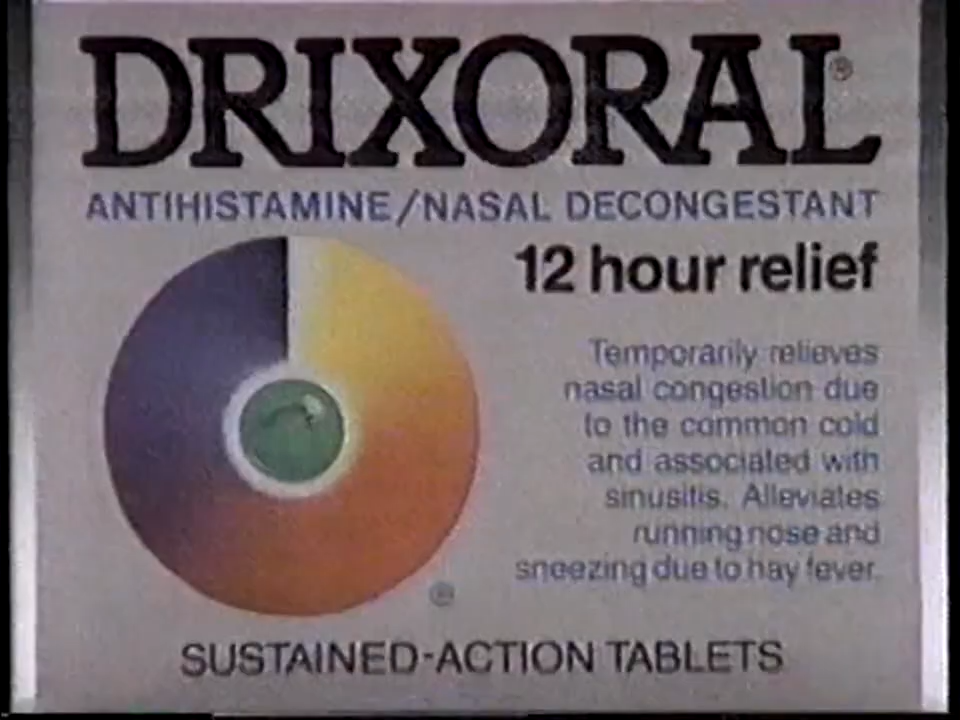 DRIXORAL®
ANTIHISTAMINE/NASAL DECONGESTANT
12 hour relief
Temporarily relieves
nasal congestion due
to the common cold
and associated with
sinusitis. Alleviates
running nose and
sneezing due to hay fever.
®
SUSTAINED-ACTION TABLETS